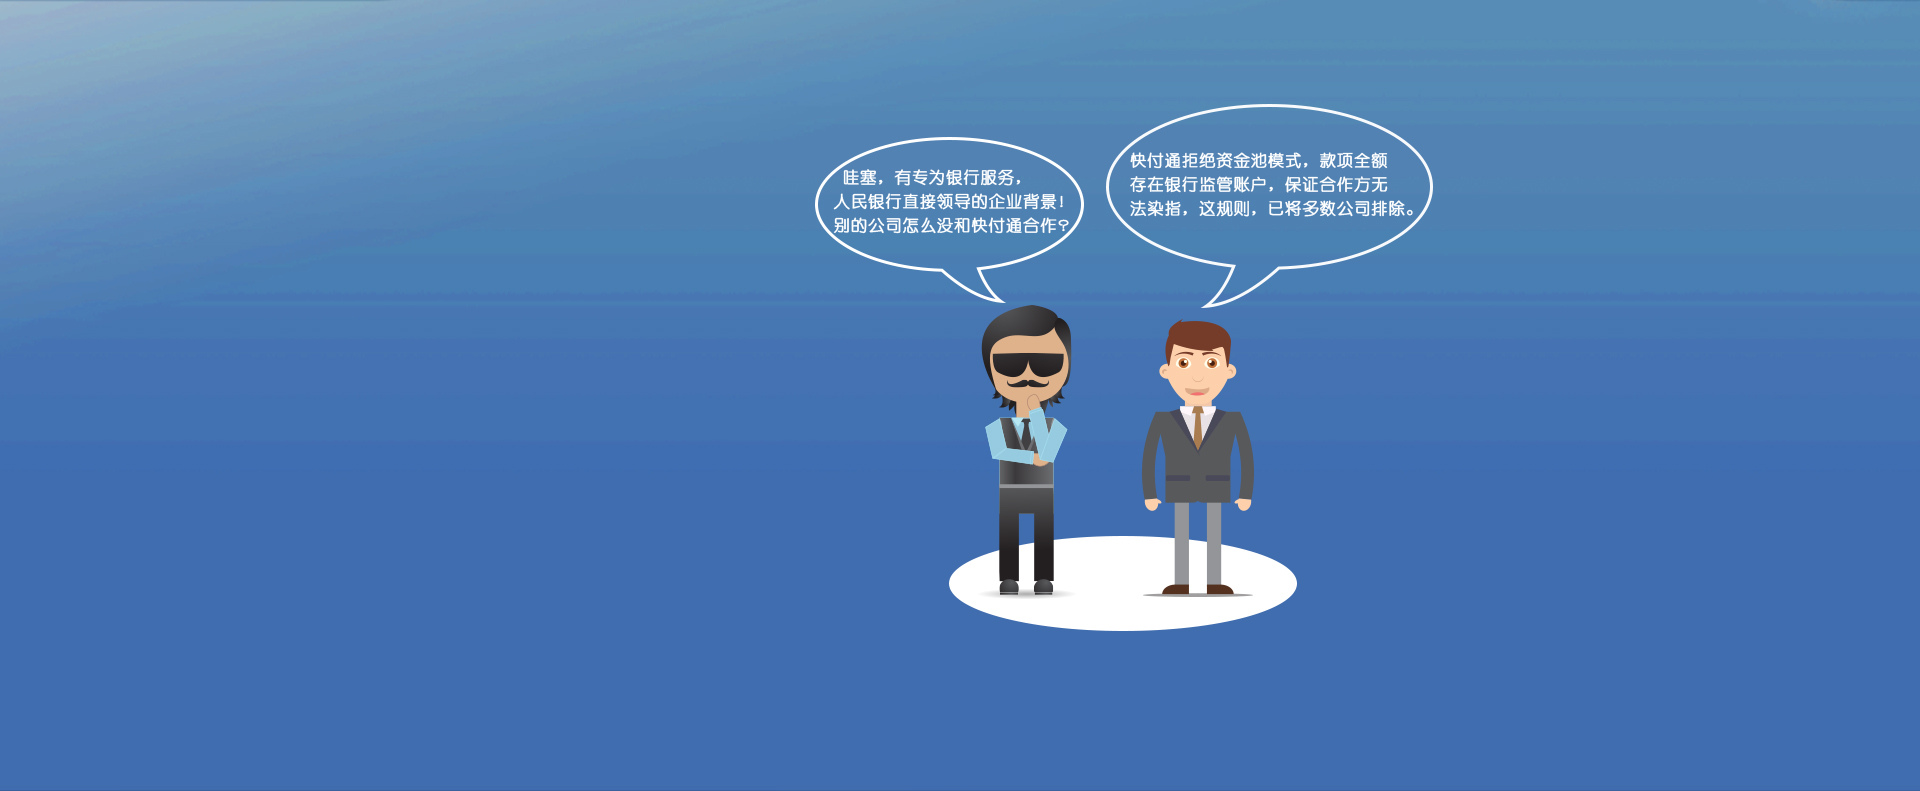 哇塞，有专为银行服务，
人民银行直接领导的企业背景！
别的公司怎么没和快付通合作？
快付通拒绝资金池模式，款项全额
存在银行监管账户，保证合作方无
法染指，这规则，已将多数公司排除。